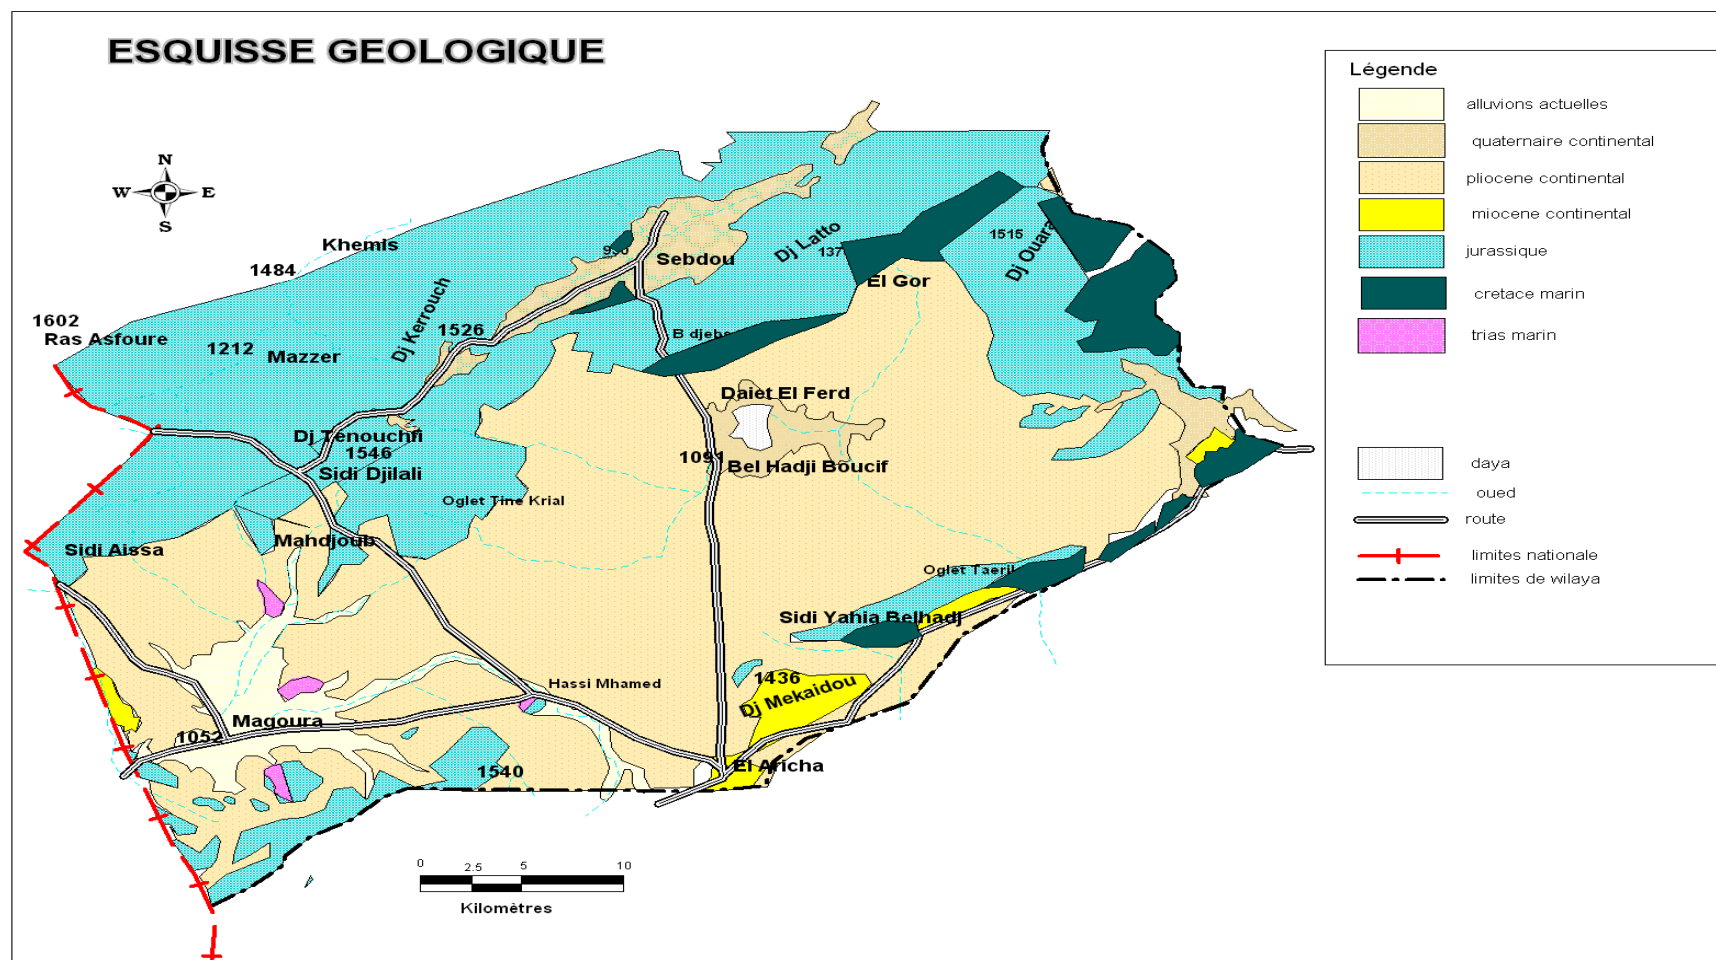 ESQUISSE GEOLOGIQUE
Légende
alluvions actuelles
quaternaire continental
pliocene continental
miocene continental
jurassique
cretace marin
trias marin
daya
oued
route
limites nationale
limites de wilaya
N
W E
S
Khemis
1484
1602
Ras Asfoure
1212
Mazzer
Dj Kerrouch
1526
Sebdou
Dj Latto
137
1515
Dj Ouara
El Gor
B djebs
Daiet El Ferd
Dj Tenouchfi
1546
Sidi Djilali
1091
Bel Hadji Boucif
Oglet Tine Krial
Mahdjoub
Sidi Aissa
Oglet Taeril
Sidi Yahia Belhadj
Hassi Mhamed
1436
Dj Mekaidou
Magoura
1052
El Aricha
1540
0 2.5 5 10
Kilomètres